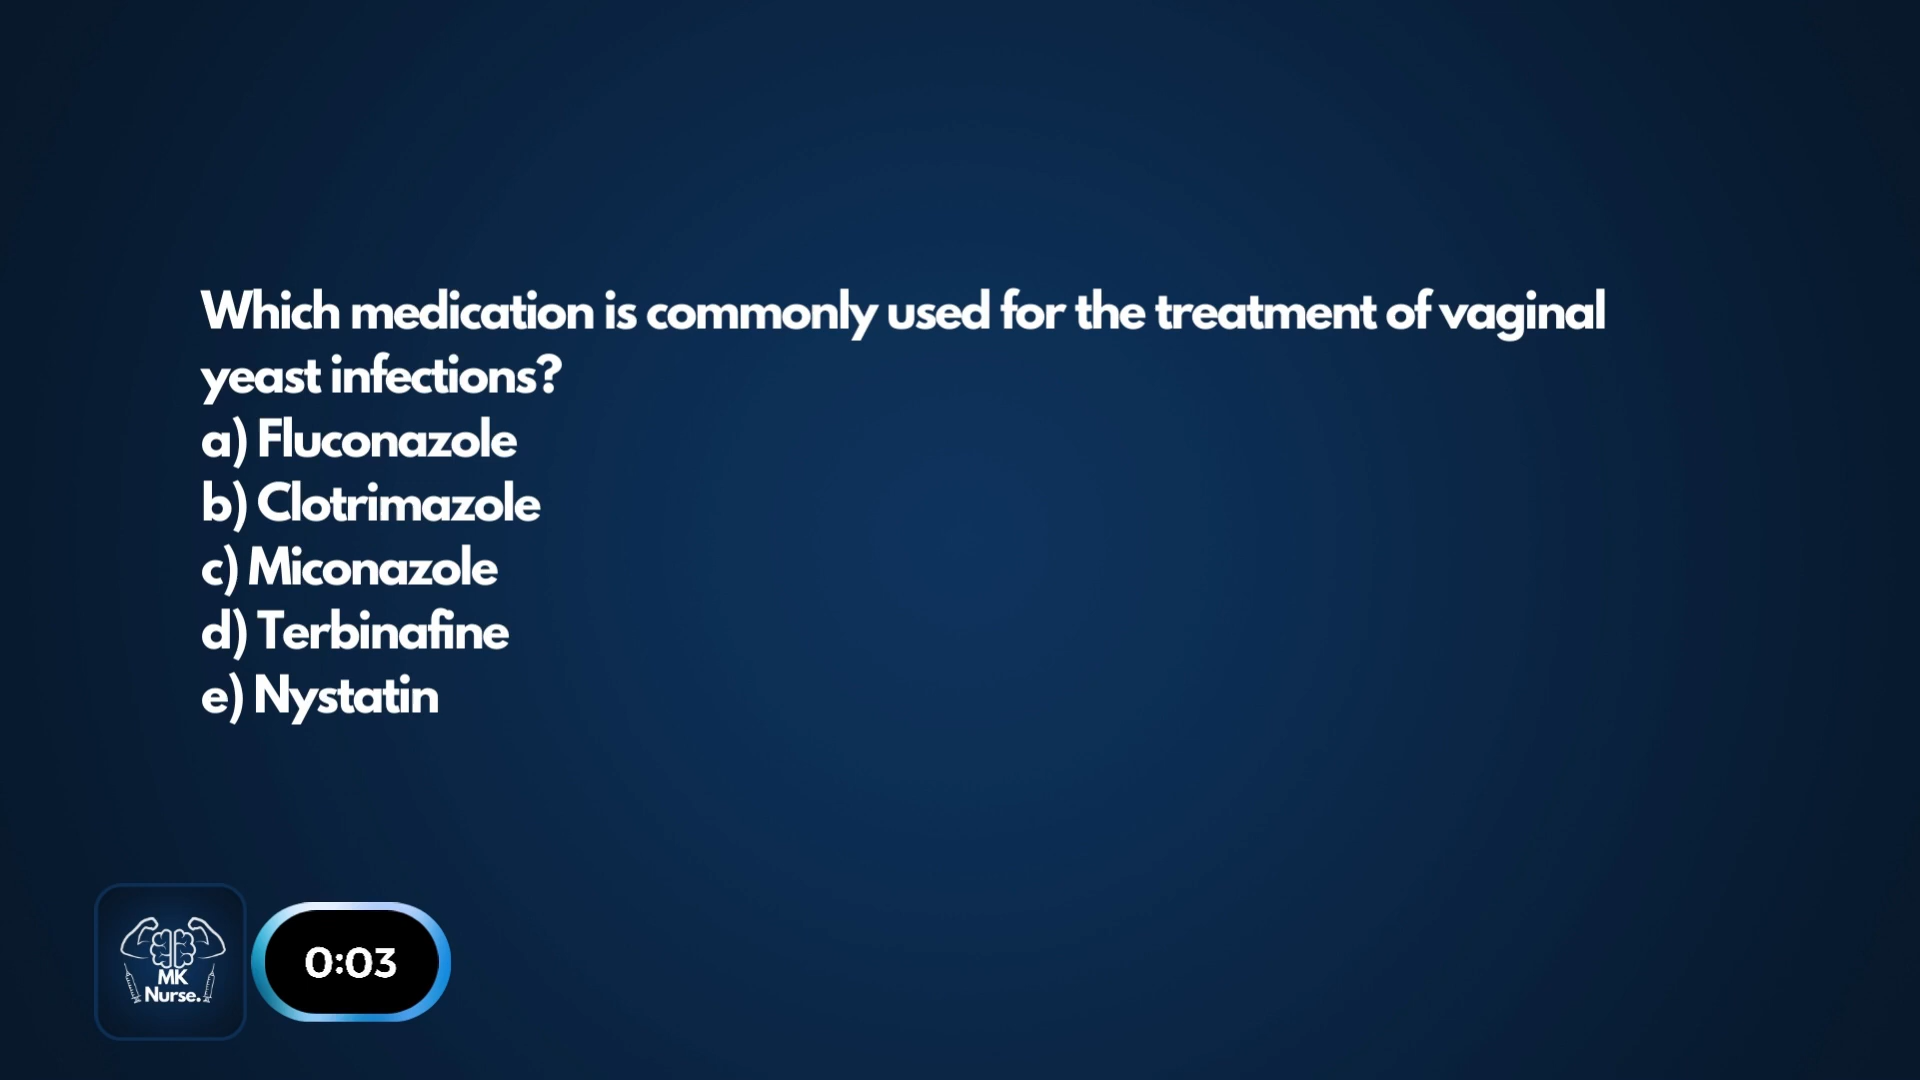 Which medication is commonly used for the treatment of vaginal
yeast infections?
a) Fluconazole
b) Clotrimazole
c) Miconazole
d) Terbinafine
e) Nystatin
MK
Nurse.
0:03